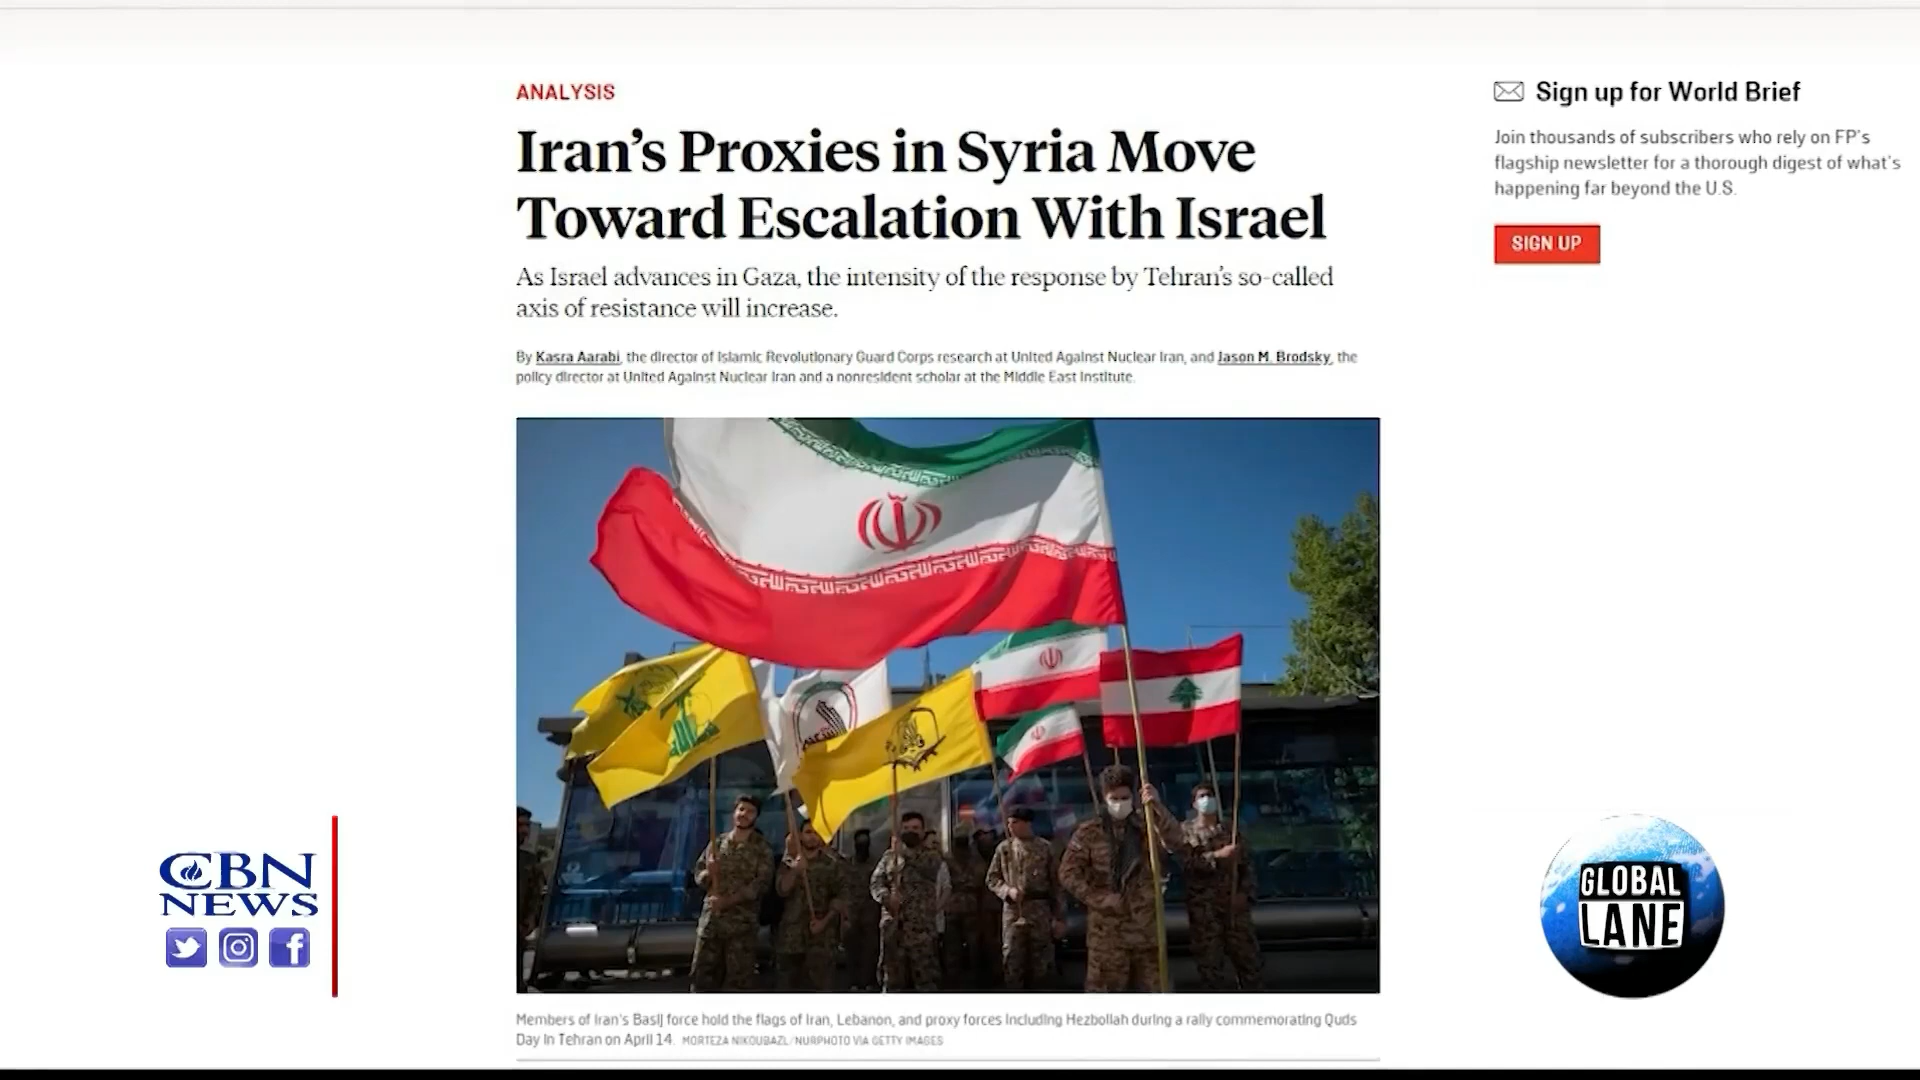 ANALYSIS
Iran's Proxies in Syria Move
Toward Escalation With Israel
As Israel advances in Gaza, the intensity of the response by Tehran's so-called
axis of resistance will increase.
By Kasra Aarabi, the director of Islamic Revolutionary Guard Corps research at United Against Nuclear Iran, and Jason M. Brodsky, the
policy director at United Against Nuclear Iran and a nonresident scholar at the Middle East Institute.
Sign up for World Brief
Join thousands of subscribers who rely on FP's
flagship newsletter for a thorough digest of what's
happening far beyond the U.S.
SIGN UP
CBN
NEWS
GLOBAL
LANE
Members of Iran's Basij force hold the flags of Iran, Lebanon, and proxy forces including Hezbollah during a rally commemorating Quds
Day in Tehran on April 14. MORTEZA NIKOUBAZL/NURPHOTO VIA GETTY IMAGES